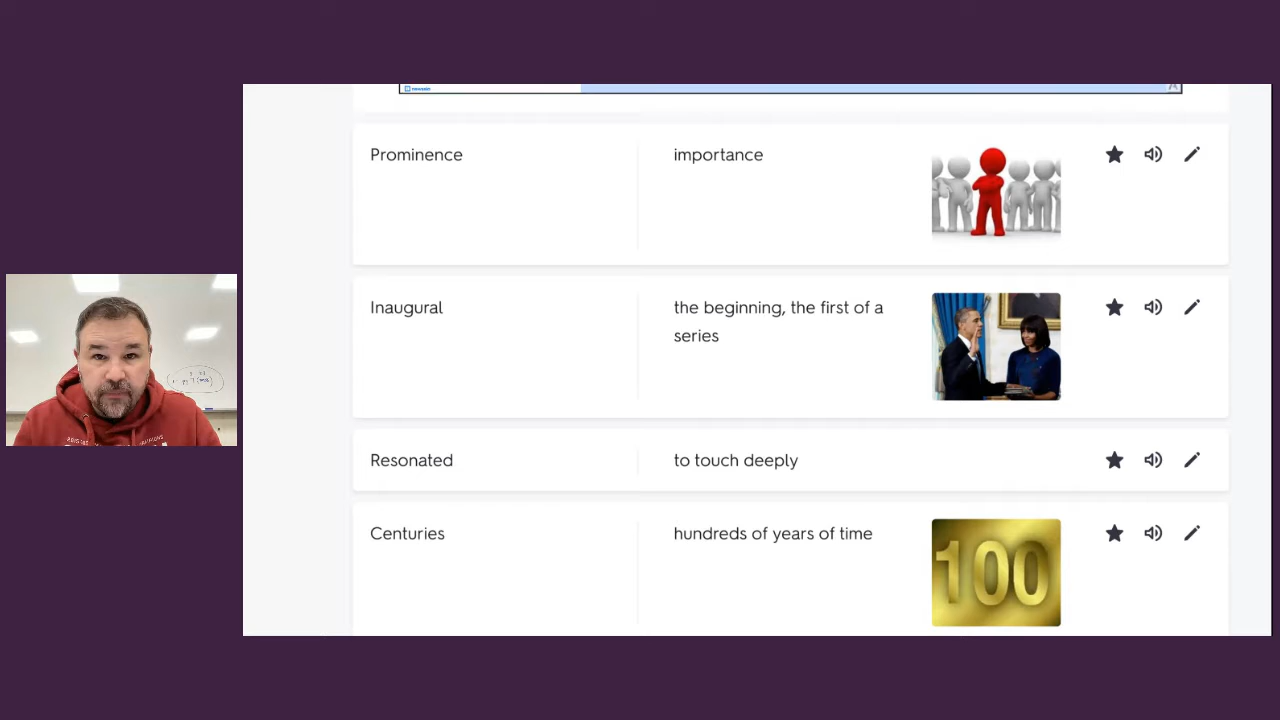 newsela
Prominence
importance
Inaugural
the beginning, the first of a
series
Resonated
to touch deeply
Centuries
hundreds of years of time
100